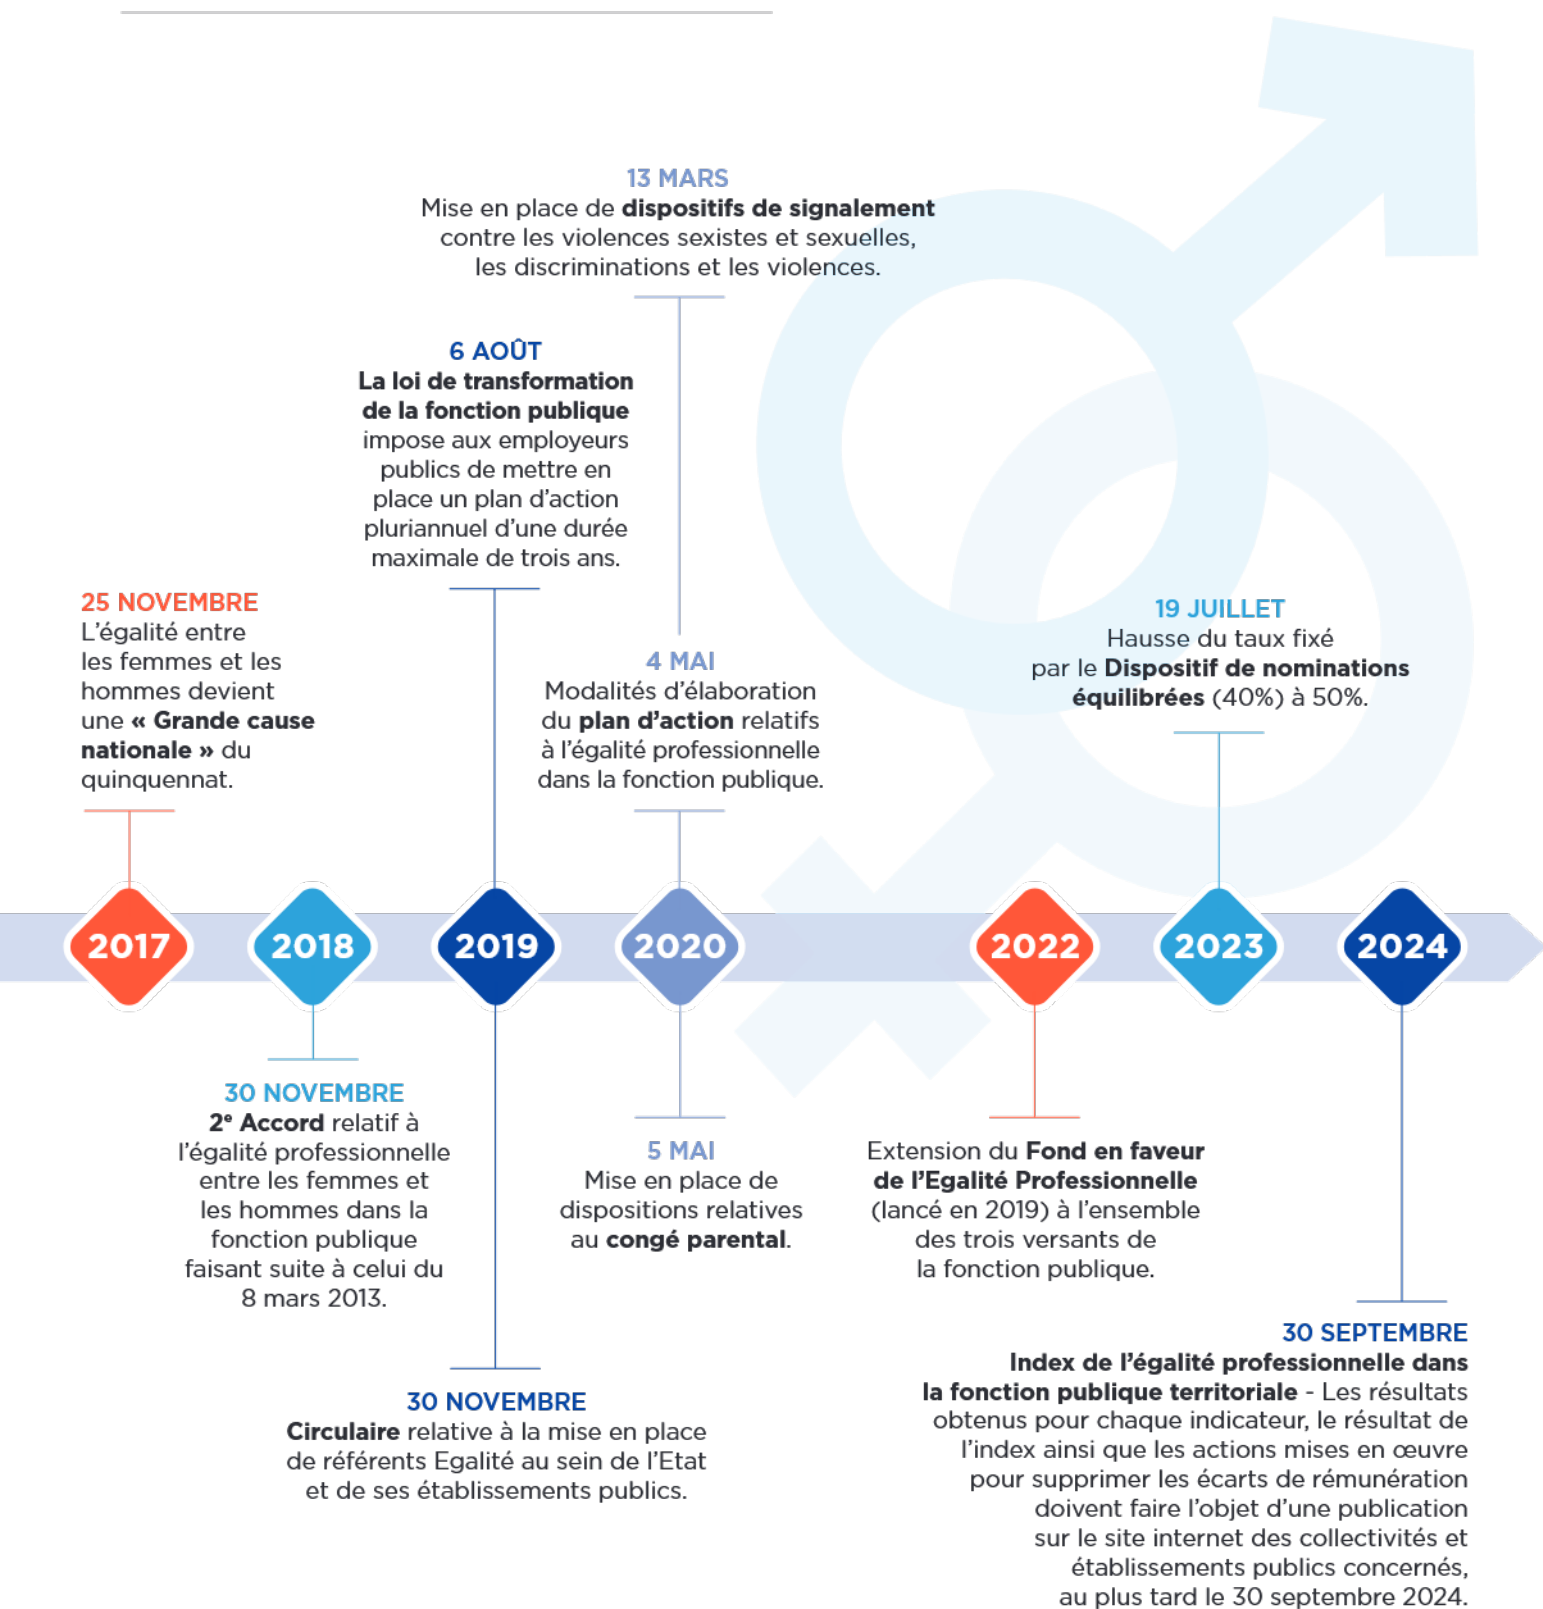 13 MARS
Mise en place de dispositifs de signalement
contre les violences sexistes et sexuelles,
les discriminations et les violences.
6 AOÛT
La loi de transformation
de la fonction publique
impose aux employeurs
publics de mettre en
place un plan d’action
pluriannuel d’une durée
maximale de trois ans.
25 NOVEMBRE
L’égalité entre
les femmes et les
hommes devient
une « Grande cause
nationale » du
quinquennat.
4 MAI
Modalités d’élaboration
du plan d’action relatifs
à l’égalité professionnelle
dans la fonction publique.
19 JUILLET
Hausse du taux fixé
par le Dispositif de nominations
équilibrées (40%) à 50%.
2017
2018
2019
2020
2022
2023
2024
30 NOVEMBRE
2e Accord relatif à
l’égalité professionnelle
entre les femmes et
les hommes dans la
fonction publique
faisant suite à celui du
8 mars 2013.
5 MAI
Mise en place de
dispositions relatives
au congé parental.
Extension du Fond en faveur
de l’Egalité Professionnelle
(lancé en 2019) à l’ensemble
des trois versants de
la fonction publique.
30 NOVEMBRE
Circulaire relative à la mise en place
de référents Egalité au sein de l’Etat
et de ses établissements publics.
30 SEPTEMBRE
Index de l’égalité professionnelle dans
la fonction publique territoriale - Les résultats
obtenus pour chaque indicateur, le résultat de
l’index ainsi que les actions mises en œuvre
pour supprimer les écarts de rémunération
doivent faire l’objet d’une publication
sur le site internet des collectivités et
établissements publics concernés,
au plus tard le 30 septembre 2024.